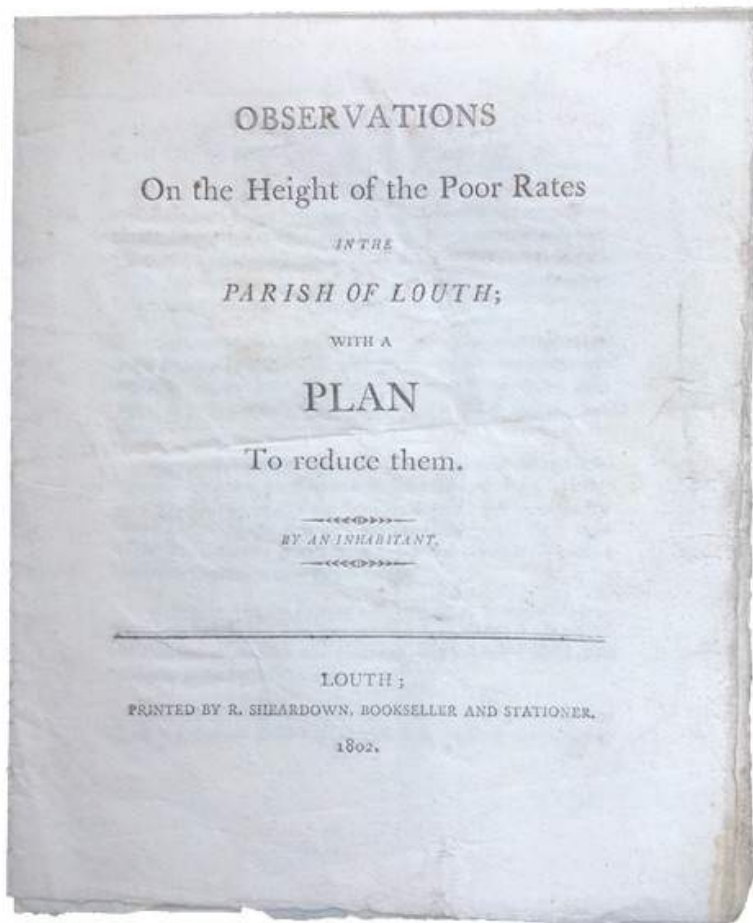 OBSERVATIONS
On the Height of the Poor Rates
IN THE
PARISH OF LOUTH;
WITH A
PLAN
To reduce them.
BY AN INHABITANT.
LOUTH;
PRINTED BY R. SHEARDOWN, BOOKSELLER AND STATIONER.
1802.